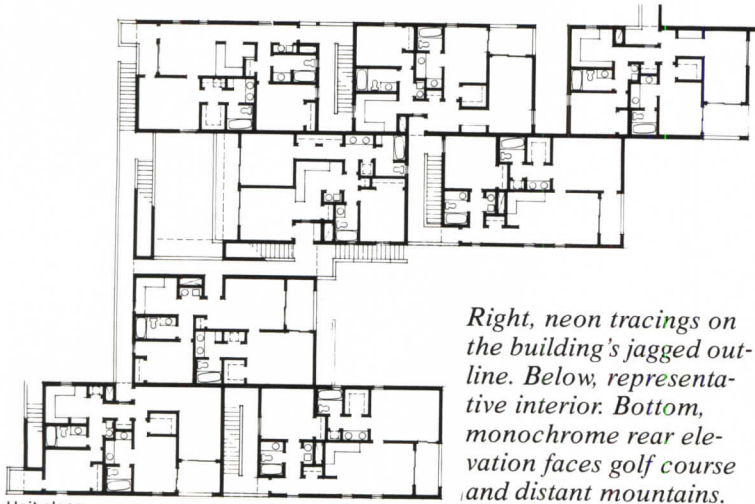 Right, neon tracings on
the building's jagged out-
line. Below, representa-
tive interior. Bottom,
monochrome rear ele-
vation faces golf course
and distant mountains.